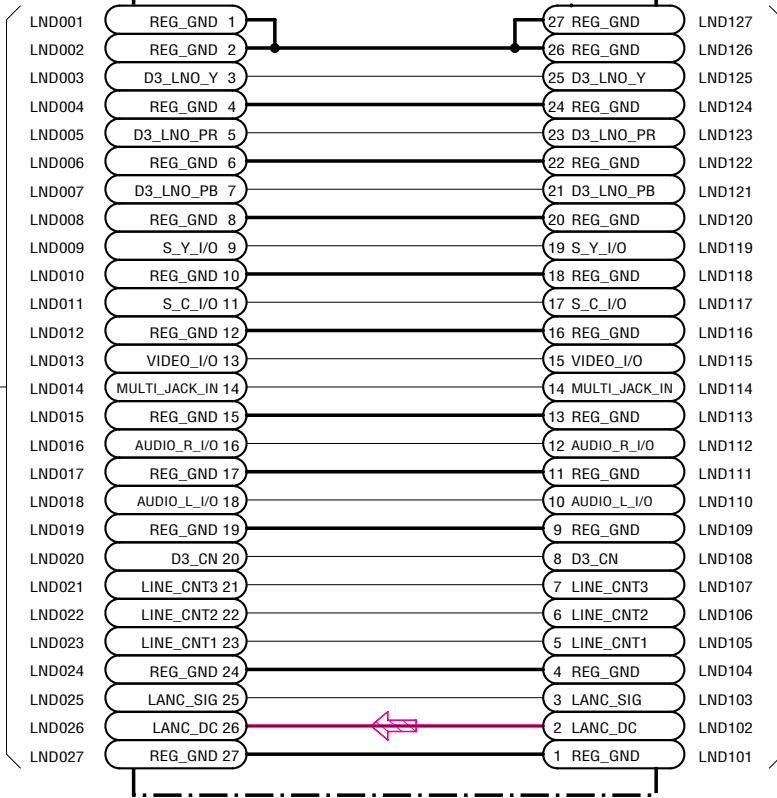 LND001 REG_GND 1 27 REG_GND LND127
LND002 REG_GND 2 26 REG_GND LND126
LND003 D3_LNO_Y 3 25 D3_LNO_Y LND125
LND004 REG_GND 4 24 REG_GND LND124
LND005 D3_LNO_PR 5 23 D3_LNO_PR LND123
LND006 REG_GND 6 22 REG_GND LND122
LND007 D3_LNO_PB 7 21 D3_LNO_PB LND121
LND008 REG_GND 8 20 REG_GND LND120
LND009 S_Y_I/O 9 19 S_Y_I/O LND119
LND010 REG_GND 10 18 REG_GND LND118
LND011 S_C_I/O 11 17 S_C_I/O LND117
LND012 REG_GND 12 16 REG_GND LND116
LND013 VIDEO_I/O 13 15 VIDEO_I/O LND115
LND014 MULTI_JACK_IN 14 14 MULTI_JACK_IN LND114
LND015 REG_GND 15 13 REG_GND LND113
LND016 AUDIO_R_I/O 16 12 AUDIO_R_I/O LND112
LND017 REG_GND 17 11 REG_GND LND111
LND018 AUDIO_L_I/O 18 10 AUDIO_L_I/O LND110
LND019 REG_GND 19 9 REG_GND LND109
LND020 D3_CN 20 8 D3_CN LND108
LND021 LINE_CNT3 21 7 LINE_CNT3 LND107
LND022 LINE_CNT2 22 6 LINE_CNT2 LND106
LND023 LINE_CNT1 23 5 LINE_CNT1 LND105
LND024 REG_GND 24 4 REG_GND LND104
LND025 LANC_SIG 25 3 LANC_SIG LND103
LND026 LANC_DC 26 2 LANC_DC LND102
LND027 REG_GND 27 1 REG_GND LND101